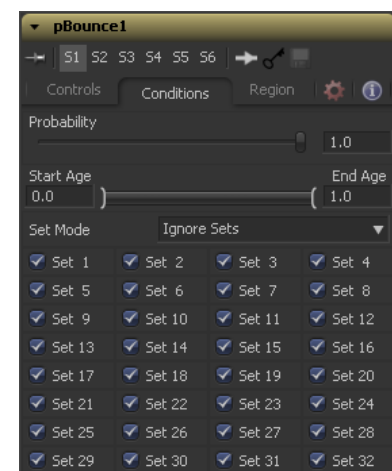 pBounce1
S1 S2 S3 S4 S5 S6
Controls Conditions Region
Probability
1.0
Start Age End Age
0.0 1.0
Set Mode Ignore Sets
Set 1 Set 2 Set 3 Set 4
Set 5 Set 6 Set 7 Set 8
Set 9 Set 10 Set 11 Set 12
Set 13 Set 14 Set 15 Set 16
Set 17 Set 18 Set 19 Set 20
Set 21 Set 22 Set 23 Set 24
Set 25 Set 26 Set 27 Set 28
Set 29 Set 30 Set 31 Set 32